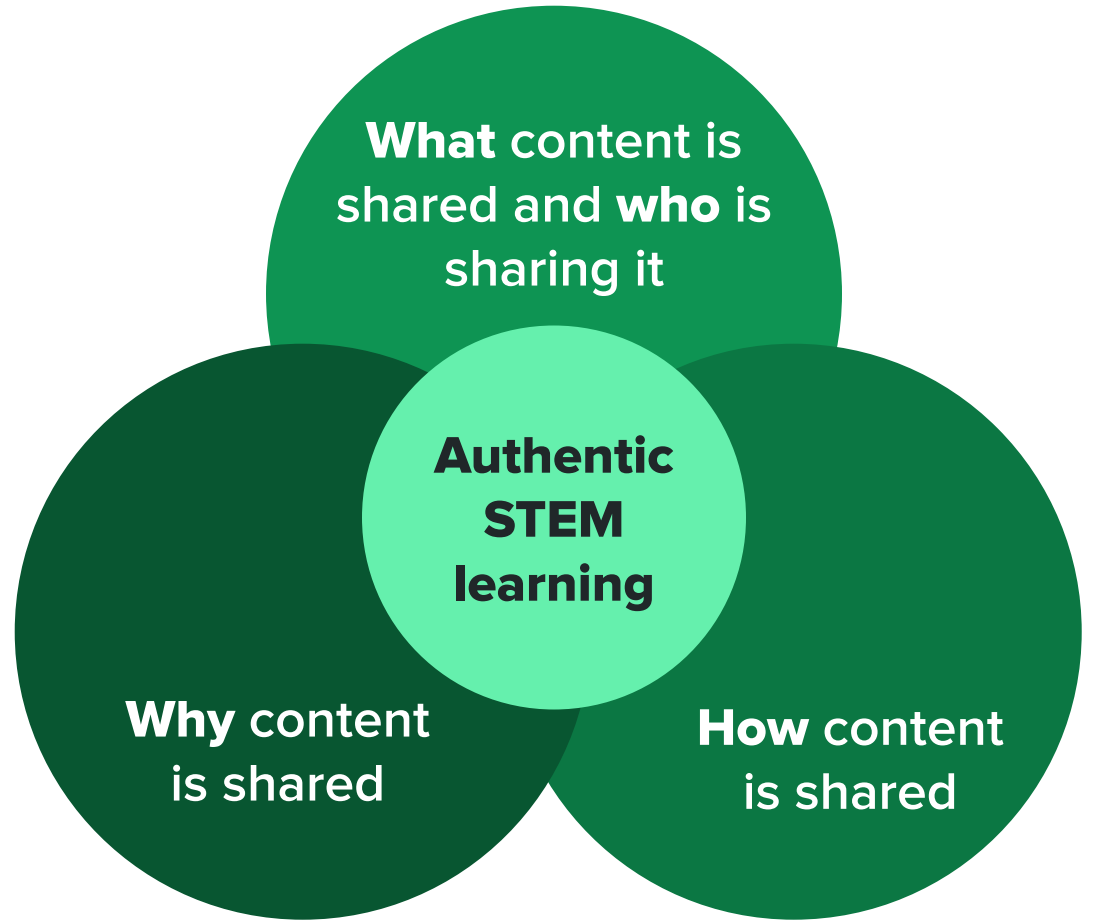 What content is
shared and who is
sharing it
Authentic
STEM
learning
Why content
is shared
How content
is shared